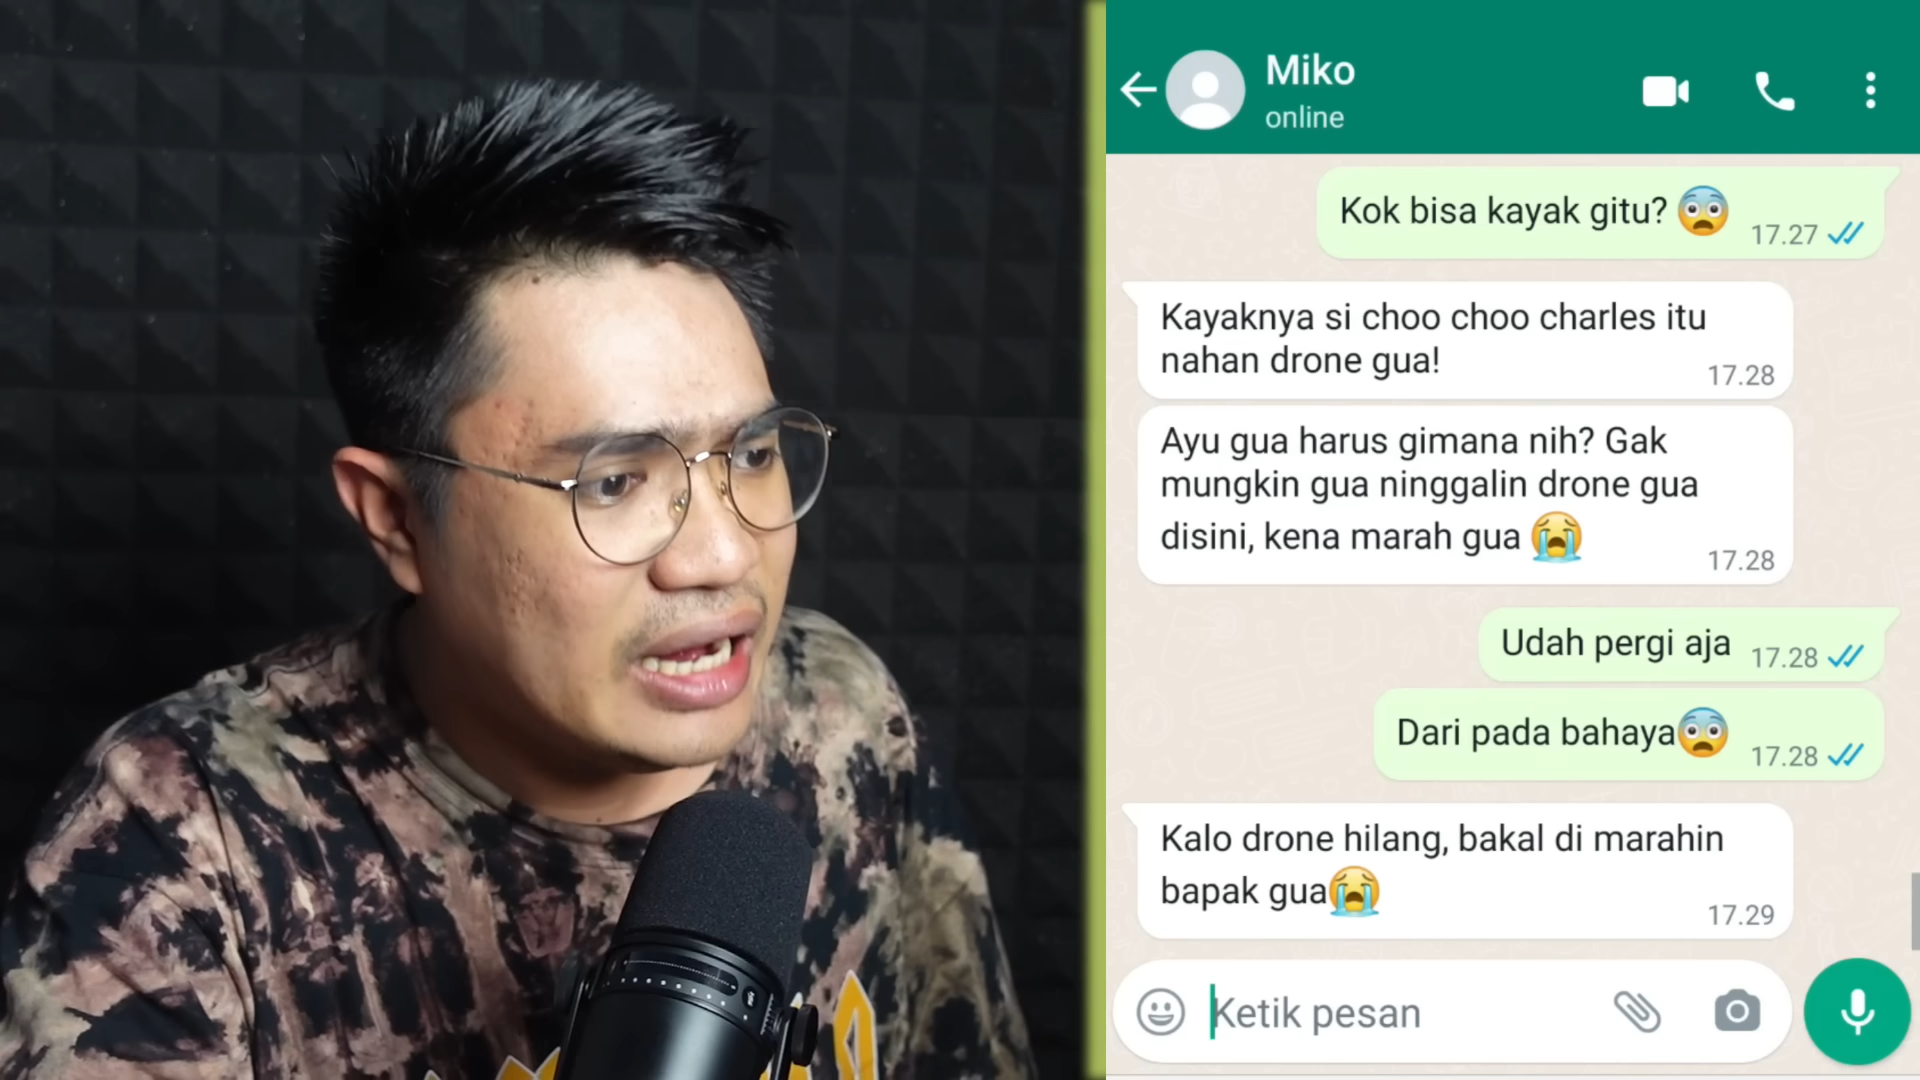 Miko
online
Kok bisa kayak gitu? 😨 17.27
Kayaknya si choo choo charles itu
nahan drone gua! 17.28
Ayu gua harus gimana nih? Gak
mungkin gua ninggalin drone gua
disini, kena marah gua 😭 17.28
Udah pergi aja 17.28
Dari pada bahaya😨 17.28
Kalo drone hilang, bakal di marahin
bapak gua😭 17.29
Ketik pesan